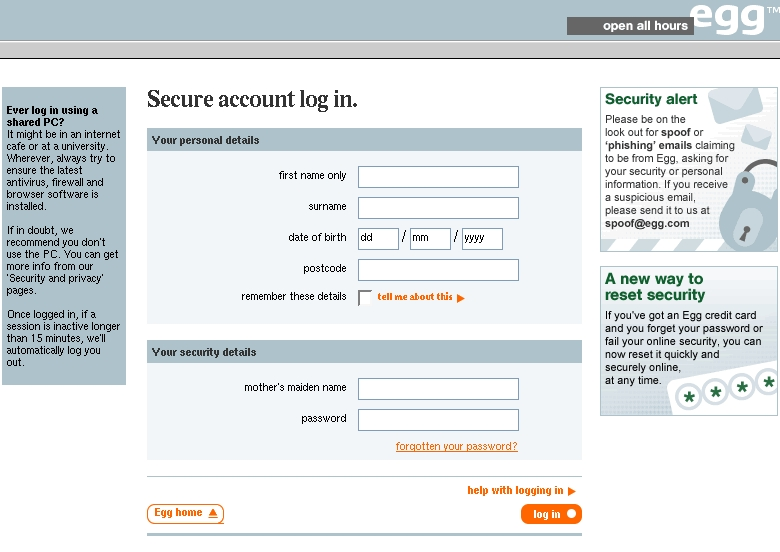 open all hours
egg™
Ever log in using a
shared PC?
It might be in an internet
cafe or at a university.
Wherever, always try to
ensure the latest
antivirus, firewall and
browser software is
installed.
If in doubt, we
recommend you don't
use the PC. You can get
more info from our
'Security and privacy'
pages.
Once logged in, if a
session is inactive longer
than 15 minutes, we'll
automatically log you
out.
Secure account log in.
Your personal details
first name only
surname
date of birth dd / mm / yyyy
postcode
remember these details tell me about this
Your security details
mother's maiden name
password
forgotten your password?
help with logging in
Egg home
log in
Security alert
Please be on the
look out for spoof or
'phishing' emails claiming
to be from Egg, asking for
your security or personal
information. If you receive
a suspicious email,
please send it to us at
spoof@egg.com
A new way to
reset security
If you've got an Egg credit card
and you forget your password or
fail your online security, you can
now reset it quickly and
securely online,
at any time.
* * * *